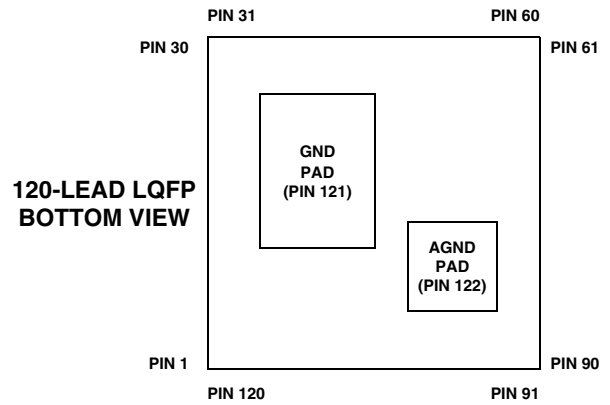 PIN 31
PIN 60
PIN 30
PIN 61
GND
PAD
(PIN 121)
120-LEAD LQFP
BOTTOM VIEW
AGND
PAD
(PIN 122)
PIN 1
PIN 90
PIN 120
PIN 91